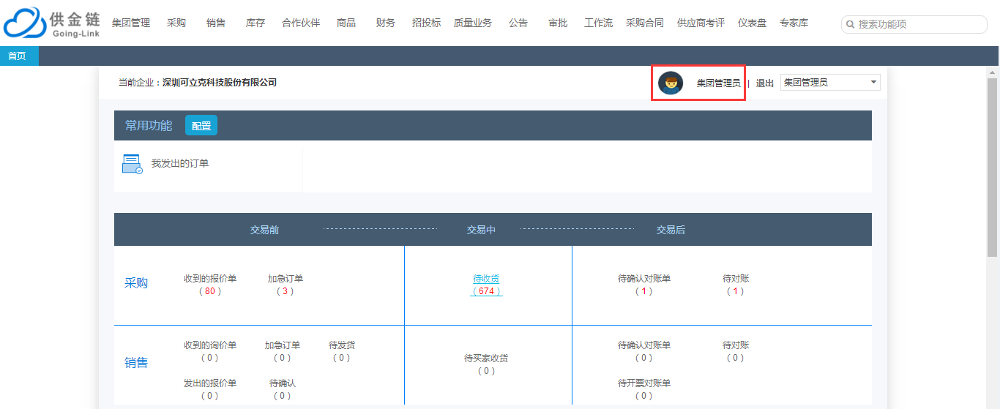 供金链
Going-Link
集团管理 采购 销售 库存 合作伙伴 商品 财务 招投标 质量业务 公告 审批 工作流 采购合同 供应商考评 仪表盘 专家库
搜索功能项
首页
当前企业：深圳可立克科技股份有限公司
集团管理员 | 退出 集团管理员
常用功能 配置
我发出的订单
交易前 交易中 交易后
采购
收到的报价单 加急订单 待收货 待确认对账单 待对账
（80） （3） （674） （1） （1）
销售
收到的询价单 加急订单 待发货 待确认对账单 待对账
（0） （0） （0） （0） （0）
待买家收货
（0）
发出的报价单 待确认 待开票对账单
（0） （0） （0）